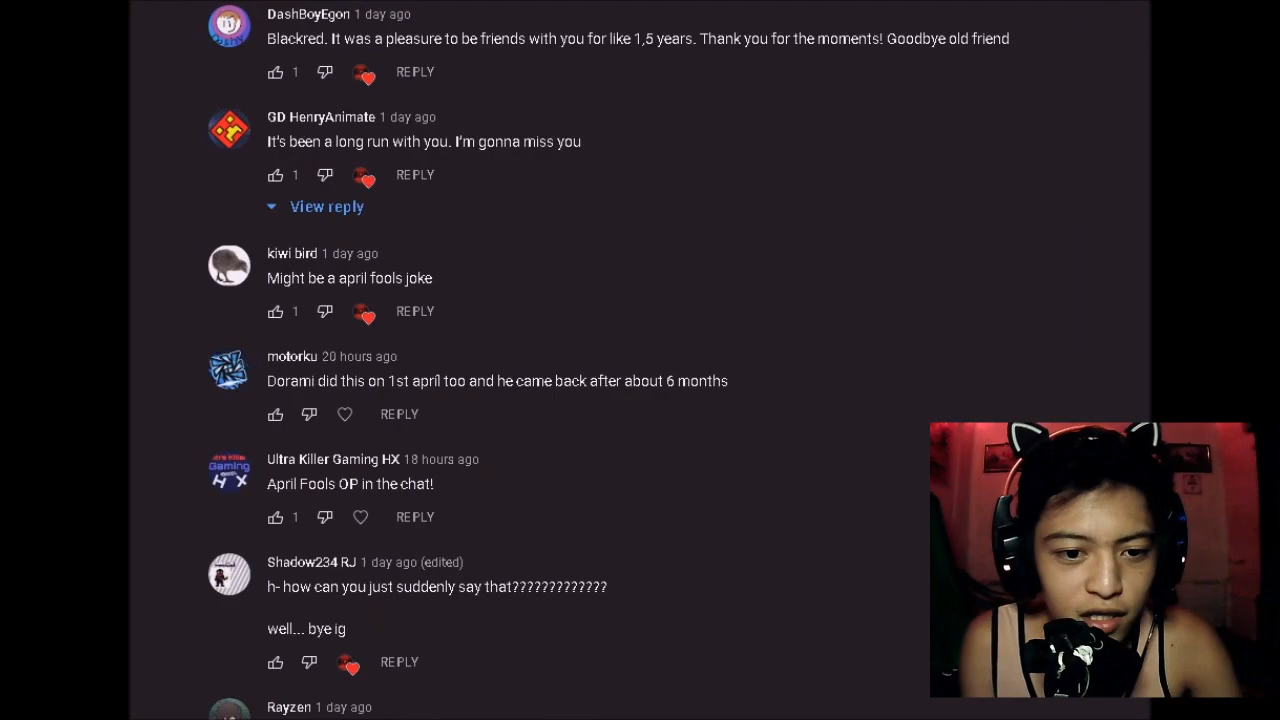 DashBoyEgon 1 day ago
Blackred. It was a pleasure to be friends with you for like 1,5 years. Thank you for the moments! Goodbye old friend
1 REPLY
GD HenryAnimate 1 day ago
It's been a long run with you. I'm gonna miss you
1 REPLY
View reply
kiwi bird 1 day ago
Might be a april fools joke
1 REPLY
motorku 20 hours ago
Dorami did this on 1st april too and he came back after about 6 months
REPLY
Gaming
HX
Ultra Killer Gaming HX 18 hours ago
April Fools OP in the chat!
1 REPLY
Shadow234 RJ 1 day ago (edited)
h- how can you just suddenly say that?????????????
well... bye ig
REPLY
Rayzen 1 day ago